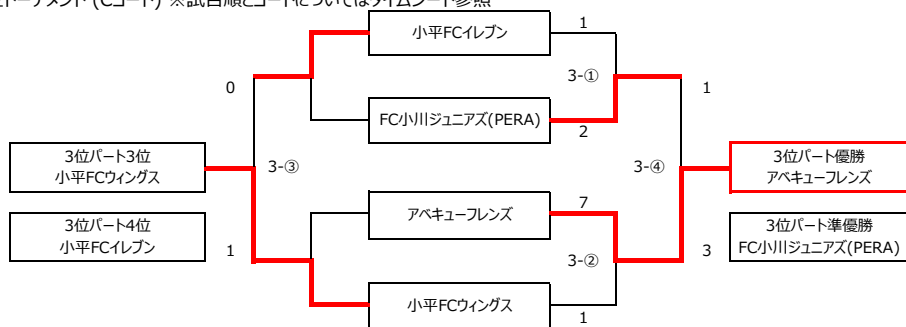 トーナメント (Cコート) ※試合順とコートについてはタイムシート参照
小平FCイレブン
1
3-①
0
1
FC小川ジュニアズ(PERA)
2
3位パート3位
小平FCウィングス
3-③
3-④
3位パート優勝
アベキューフレンズ
アベキューフレンズ
7
3位パート4位
小平FCイレブン
1
3-②
3
3位パート準優勝
FC小川ジュニアズ(PERA)
小平FCウィングス
1